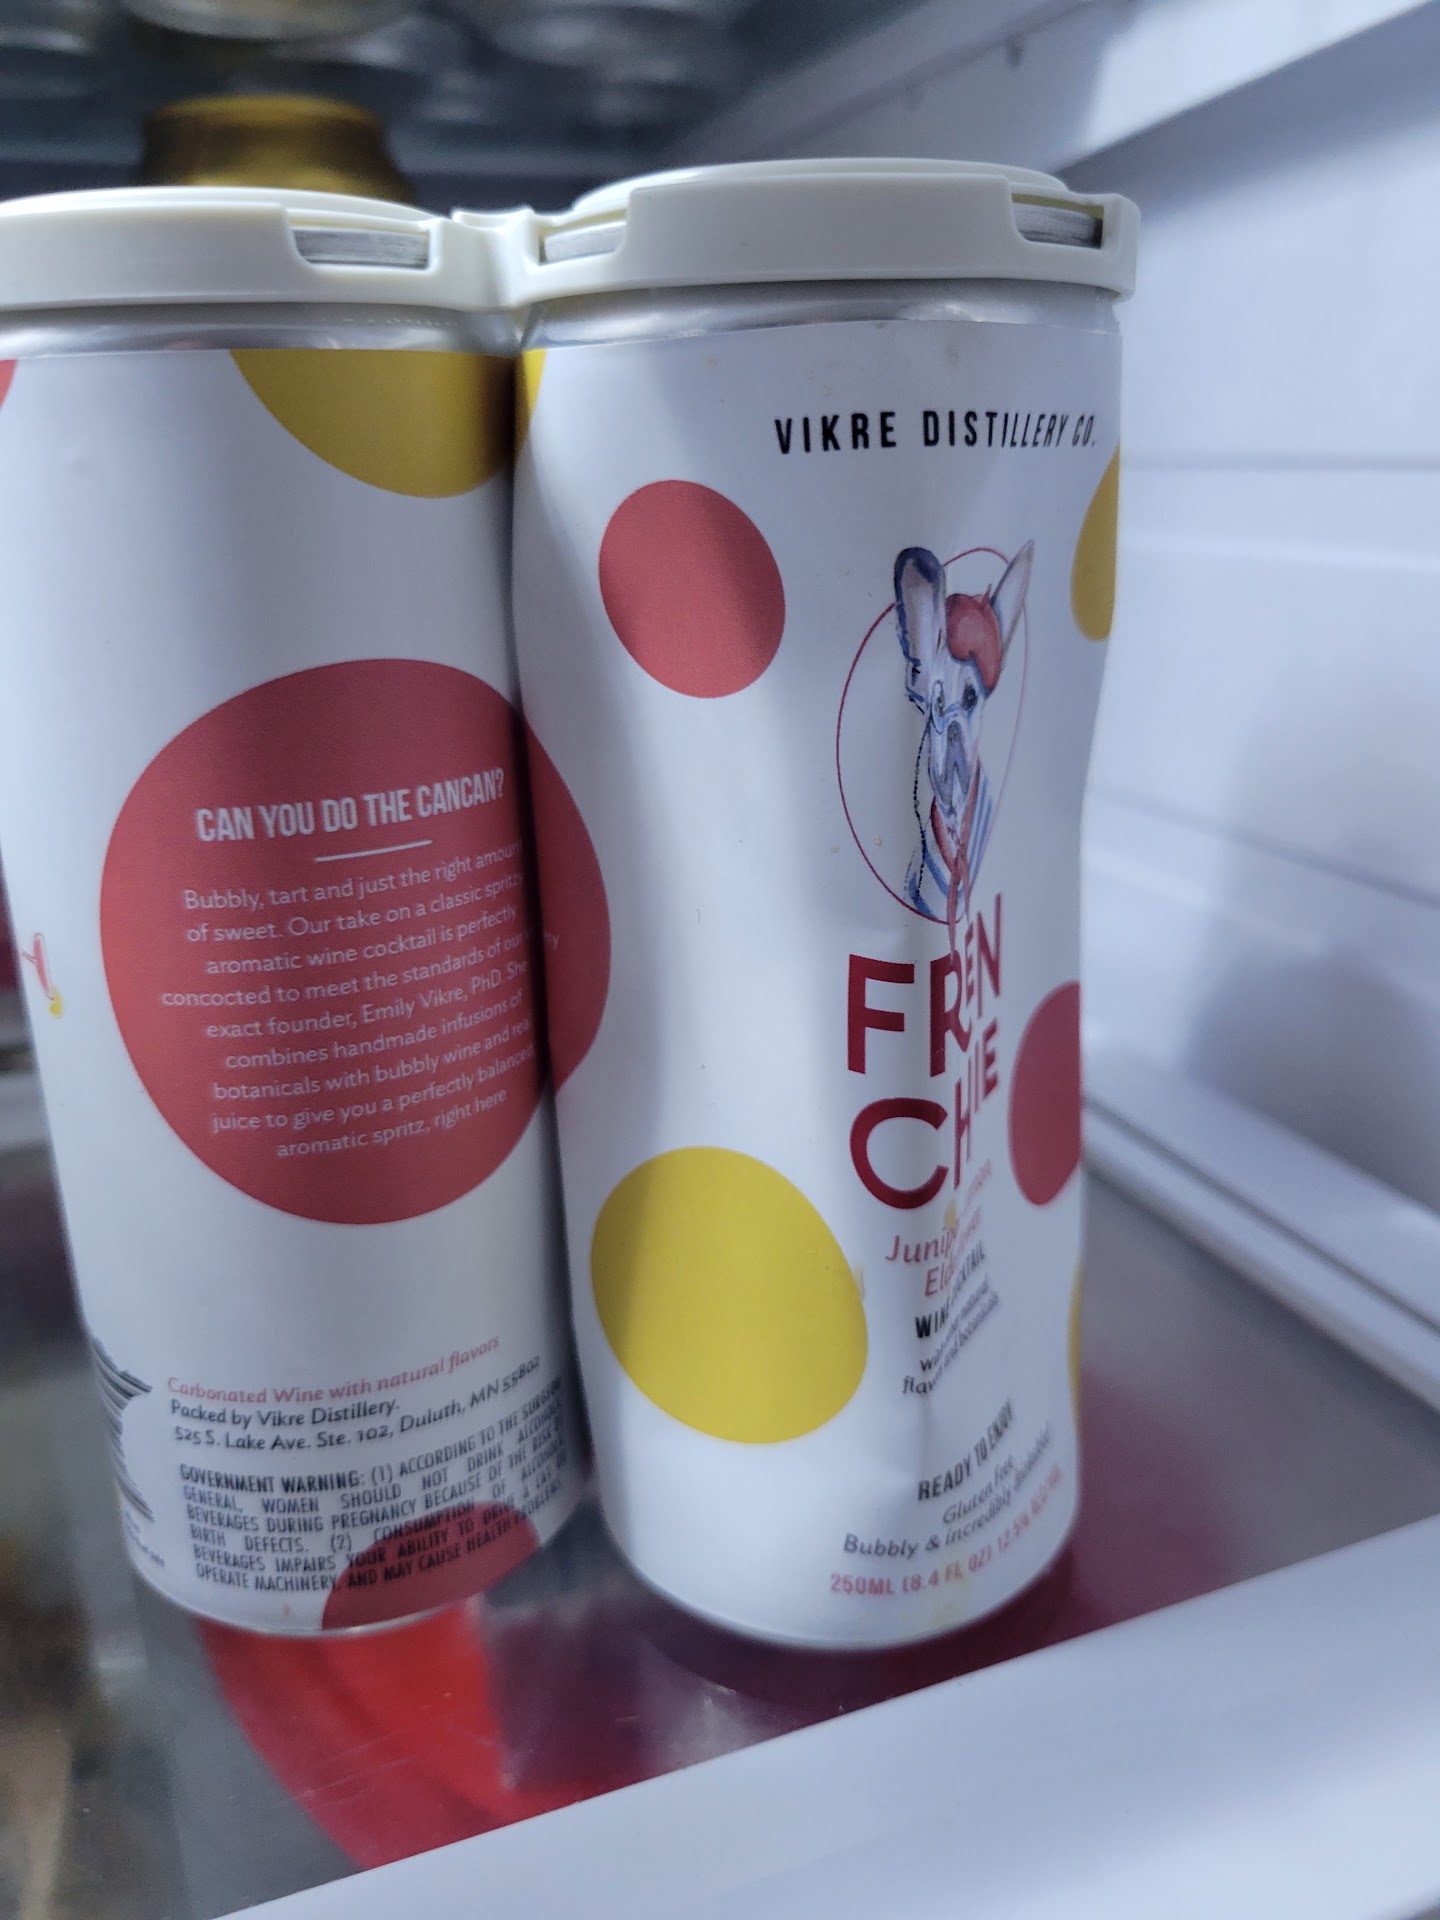 CAN YOU DO THE CANCAN?
Bubbly, tart and just the right amoun
of sweet. Our take on a classic spritz
aromatic wine cocktail is perfectly
concocted to meet the standards of our
exact founder, Emily Vikre, PhD. She
combines handmade infusions of
botanicals with bubbly wine and real
juice to give you a perfectly balanced
aromatic spritz, right here
Carbonated Wine with natural flavors
Packed by Vikre Distillery.
525 S. Lake Ave. Ste. 102, Duluth, MN 55802
GOVERNMENT WARNING: (1) ACCORDING TO THE SURGEON
GENERAL, WOMEN SHOULD NOT DRINK ALCOHOLIC
BEVERAGES DURING PREGNANCY BECAUSE OF THE RISK OF
BIRTH DEFECTS. (2) CONSUMPTION OF ALCOHOLIC
BEVERAGES IMPAIRS YOUR ABILITY TO DRIVE A CAR OR
OPERATE MACHINERY, AND MAY CAUSE HEALTH PROBLEMS
VIKRE DISTILLERY CO.
FREN
CHIE
WINE COCKTAIL
READY TO ENJOY
Gluten Free
Bubbly & incredibly drinkable!
250ML (8.4 FL OZ) 12.5%